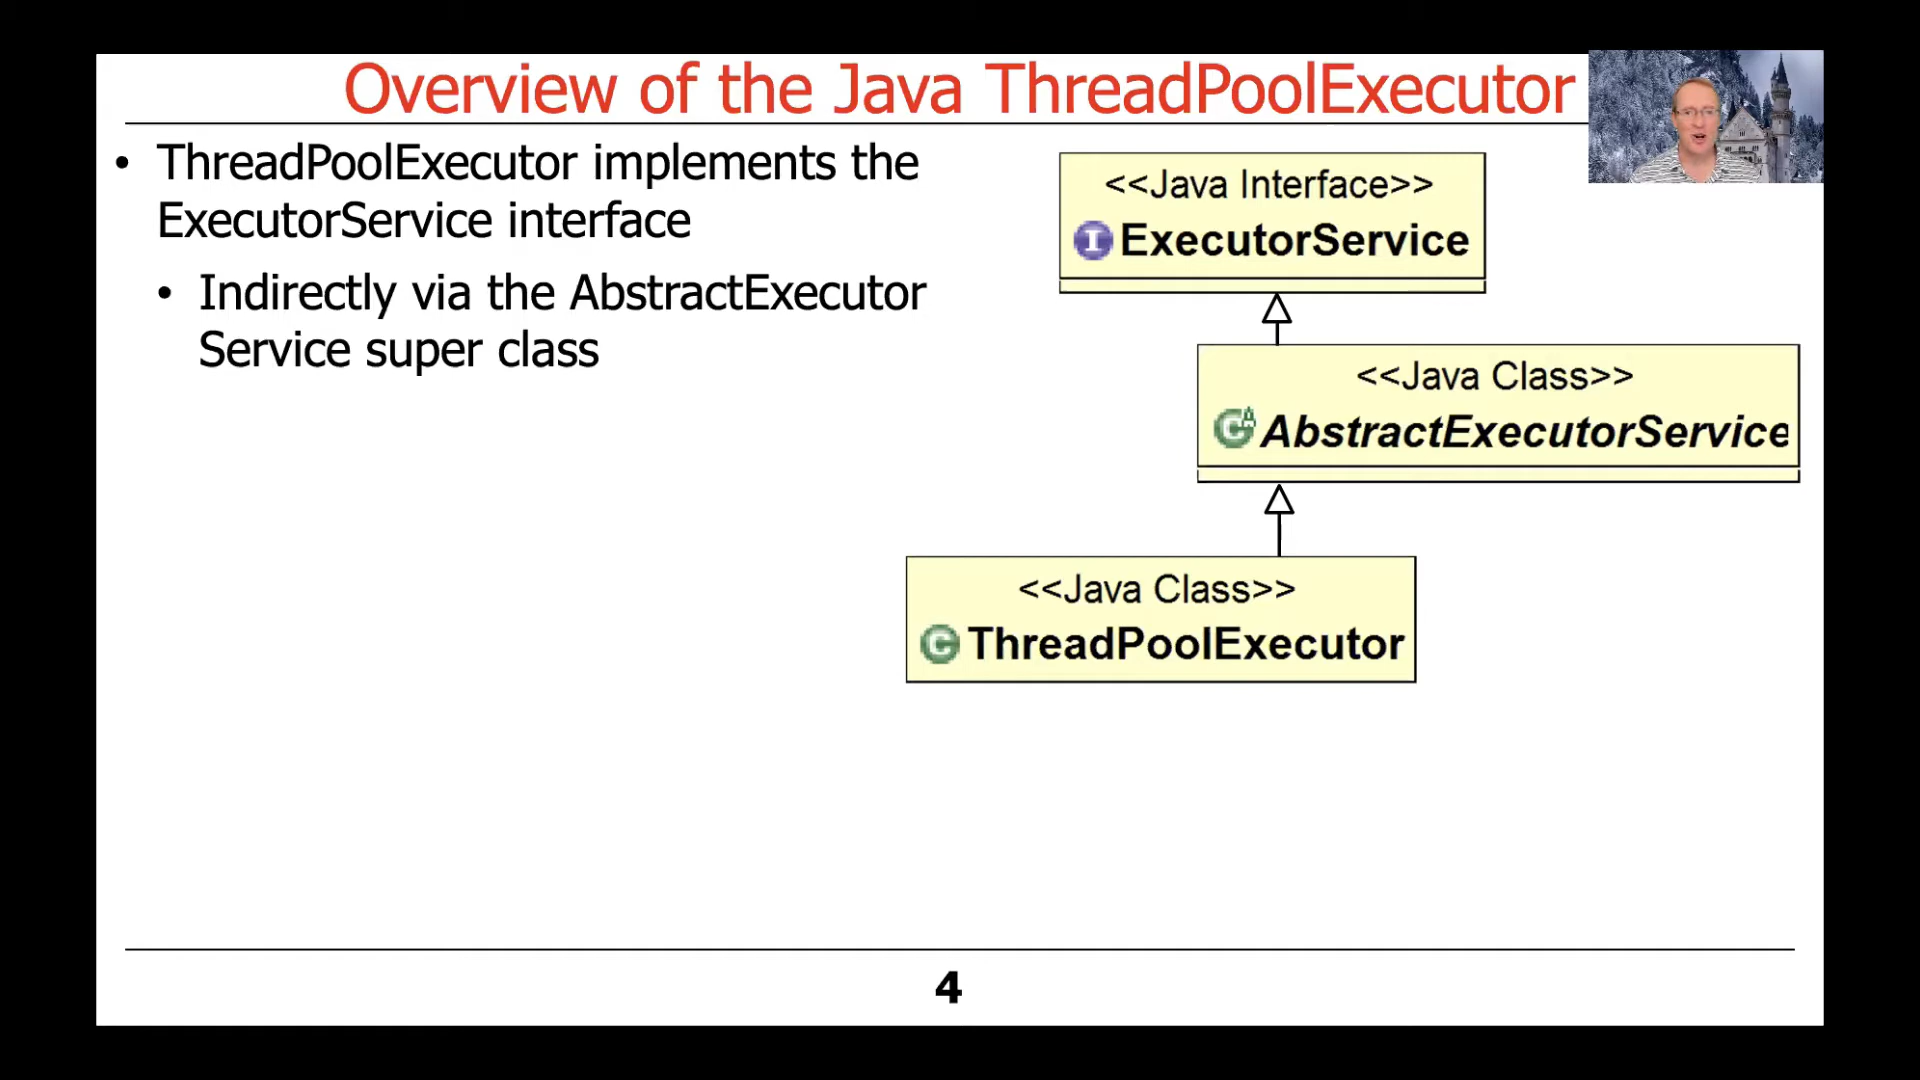 Overview of the Java ThreadPoolExecutor
• ThreadPoolExecutor implements the
ExecutorService interface
• Indirectly via the AbstractExecutor
Service super class
<<Java Interface>>
I ExecutorService
<<Java Class>>
C A AbstractExecutorService
<<Java Class>>
C ThreadPoolExecutor
4